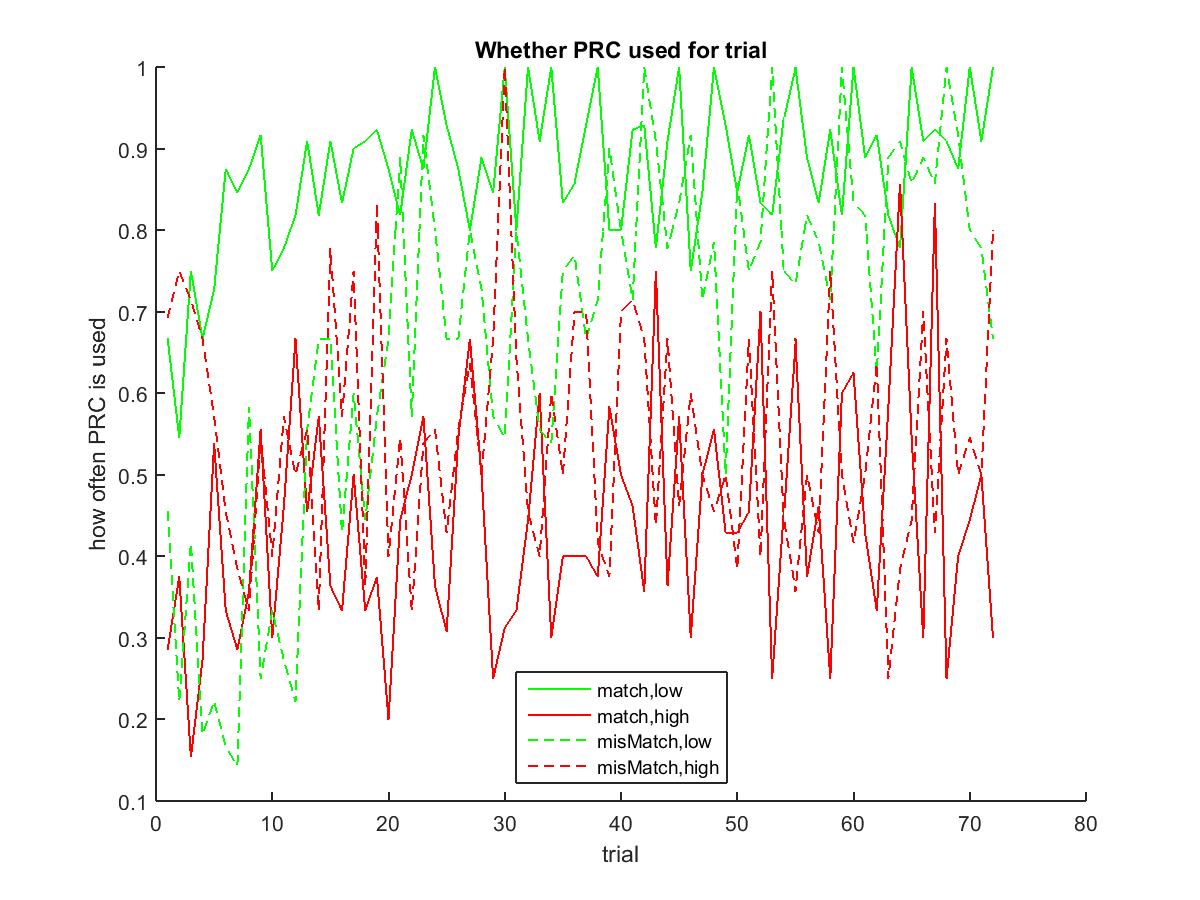 Whether PRC used for trial
how often PRC is used
1
0.9
0.8
0.7
0.6
0.5
0.4
0.3
0.2
0.1
match,low
match,high
misMatch,low
misMatch,high
0 10 20 30 40 50 60 70 80
trial